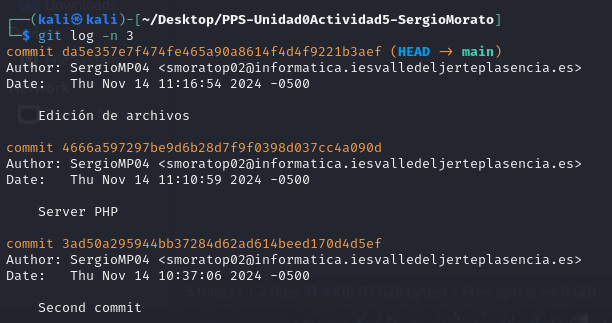 ┌──(kali㉿kali)-[~/Desktop/PPS-Unidad0Actividad5-SergioMorato]
└─$ git log -n 3
commit da5e357e7f474fe465a90a8614f4d4f9221b3aef (HEAD -> main)
Author: SergioMP04 <smoratop02@informatica.iesvalledeljerteplasencia.es>
Date:   Thu Nov 14 11:16:54 2024 -0500
    Edición de archivos
commit 4666a597297be9d6b28d7f9f0398d037cc4a090d
Author: SergioMP04 <smoratop02@informatica.iesvalledeljerteplasencia.es>
Date:   Thu Nov 14 11:10:59 2024 -0500
    Server PHP
commit 3ad50a295944bb37284d62ad614beed170d4d5ef
Author: SergioMP04 <smoratop02@informatica.iesvalledeljerteplasencia.es>
Date:   Thu Nov 14 10:37:06 2024 -0500
    Second commit